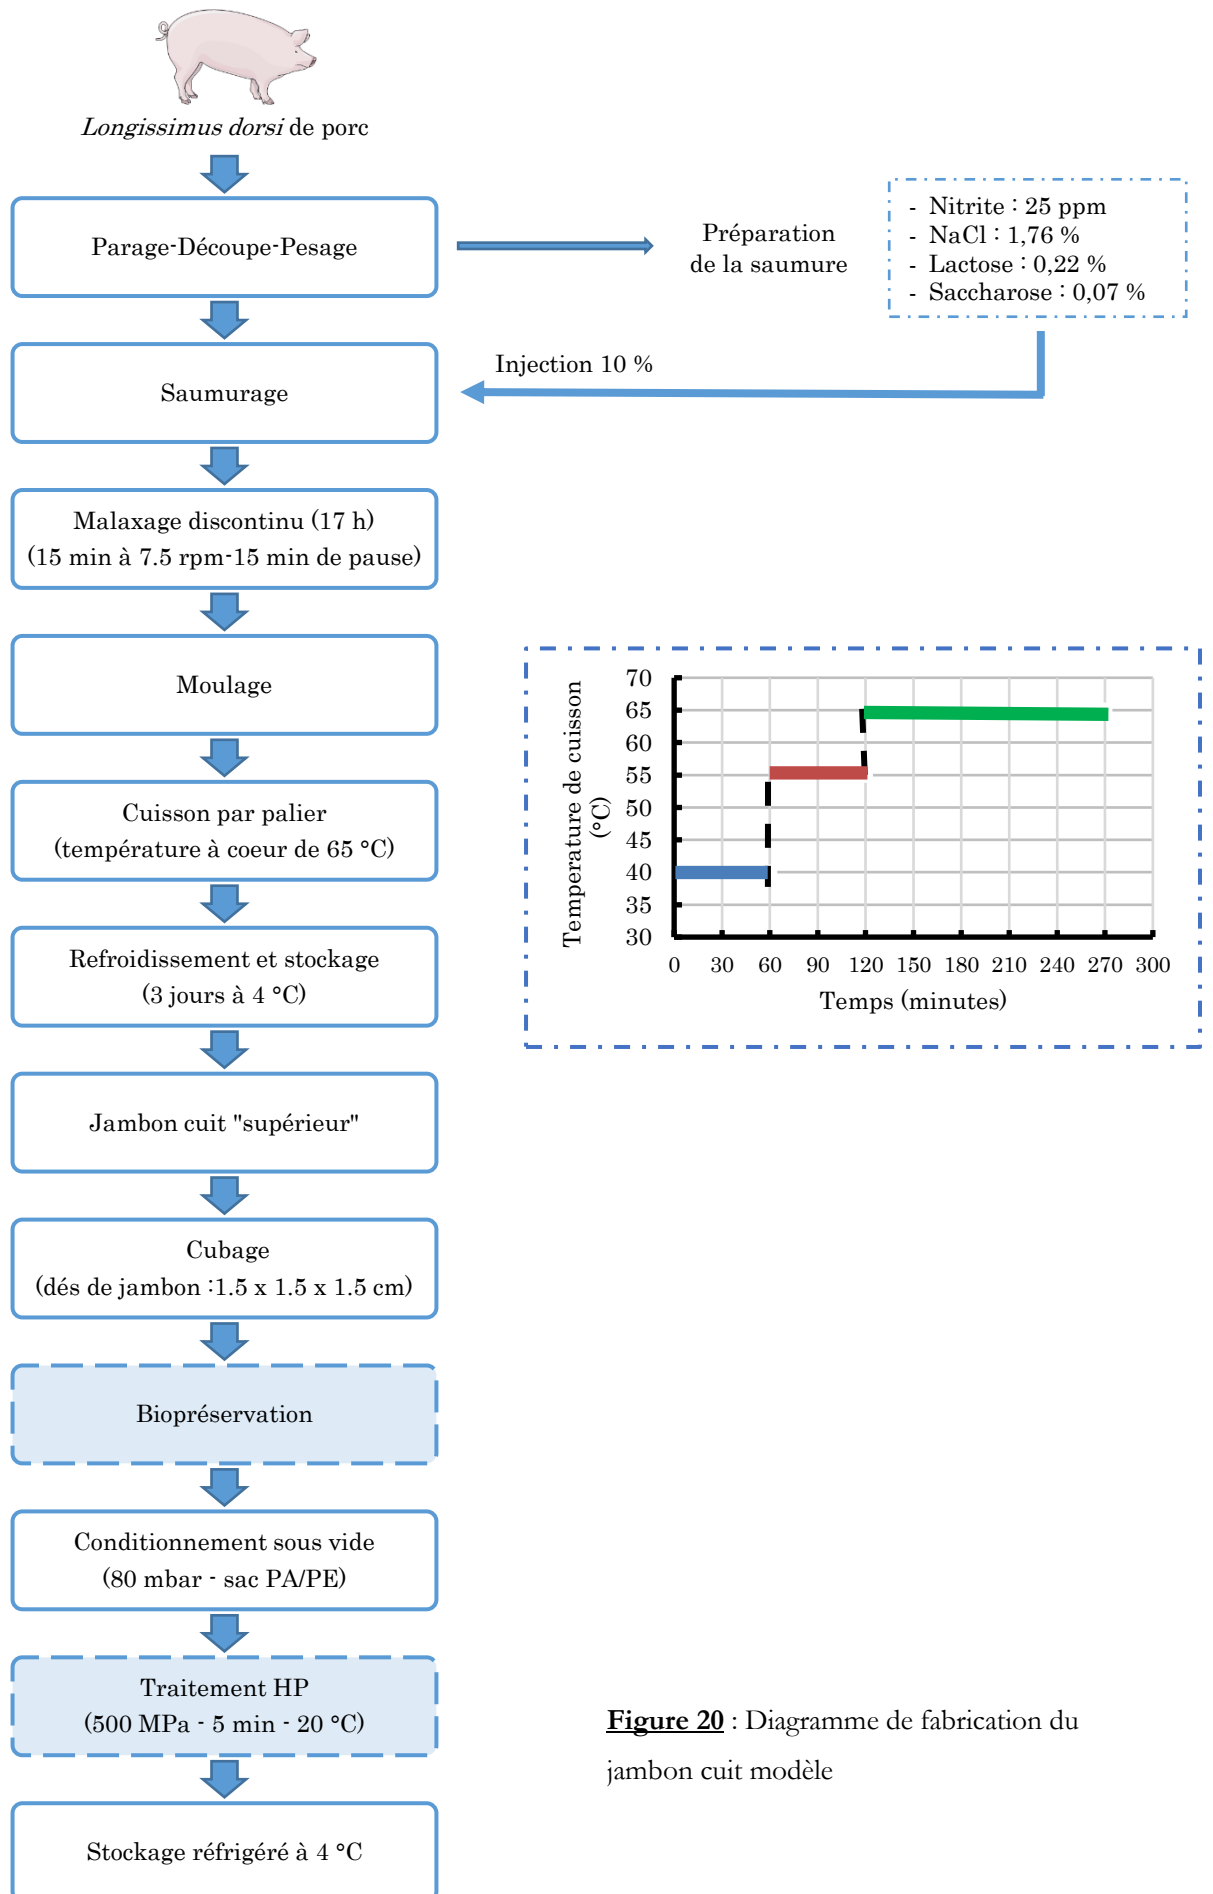 Longissimus dorsi de porc
Parage-Découpe-Pesage
Préparation
de la saumure
- Nitrite : 25 ppm
- NaCl : 1,76 %
- Lactose : 0,22 %
- Saccharose : 0,07 %
Injection 10 %
Saumurage
Malaxage discontinu (17 h)
(15 min à 7.5 rpm-15 min de pause)
Moulage
Cuisson par palier
(température à coeur de 65 °C)
Temperature de cuisson
(°C)
70
65
60
55
50
45
40
35
30
0 30 60 90 120 150 180 210 240 270 300
Temps (minutes)
Refroidissement et stockage
(3 jours à 4 °C)
Jambon cuit "supérieur"
Cubage
(dés de jambon :1.5 x 1.5 x 1.5 cm)
Biopréservation
Conditionnement sous vide
(80 mbar - sac PA/PE)
Traitement HP
(500 MPa - 5 min - 20 °C)
Stockage réfrigéré à 4 °C
Figure 20 : Diagramme de fabrication du
jambon cuit modèle